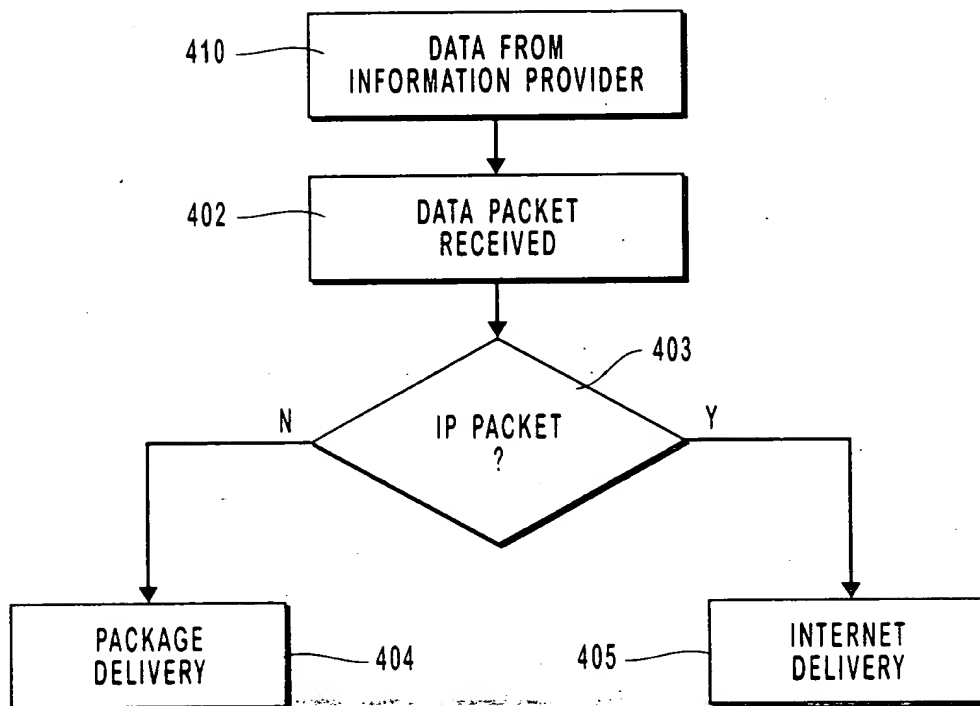 410
DATA FROM
INFORMATION PROVIDER
402
DATA PACKET
RECEIVED
403
N
IP PACKET
?
Y
PACKAGE
DELIVERY
404
405
INTERNET
DELIVERY